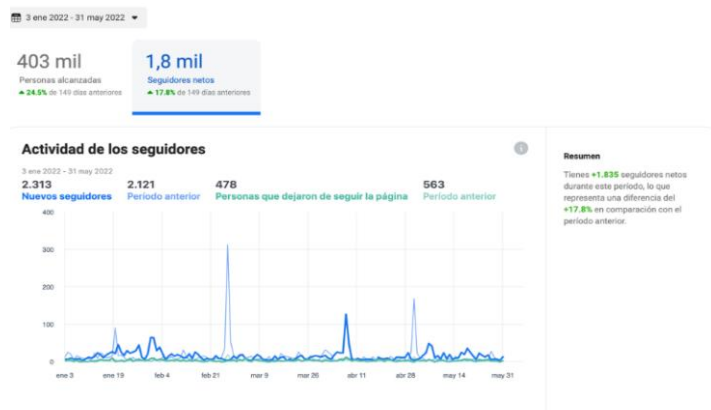 3 ene 2022 - 31 may 2022
403 mil
Personas alcanzadas
24.5% de 149 días anteriores
1,8 mil
Seguidores netos
17.8% de 149 días anteriores
Actividad de los seguidores
3 ene 2022 - 31 may 2022
2.313
Nuevos seguidores
2.121
Período anterior
478
Personas que dejaron de seguir la página
563
Período anterior
400
300
200
100
0
ene 3 ene 19 feb 4 feb 21 mar 9 mar 26 abr 11 abr 28 may 14 may 31
Resumen
Tienes +1.835 seguidores netos
durante este período, lo que
representa una diferencia del
+17.8% en comparación con el
período anterior.